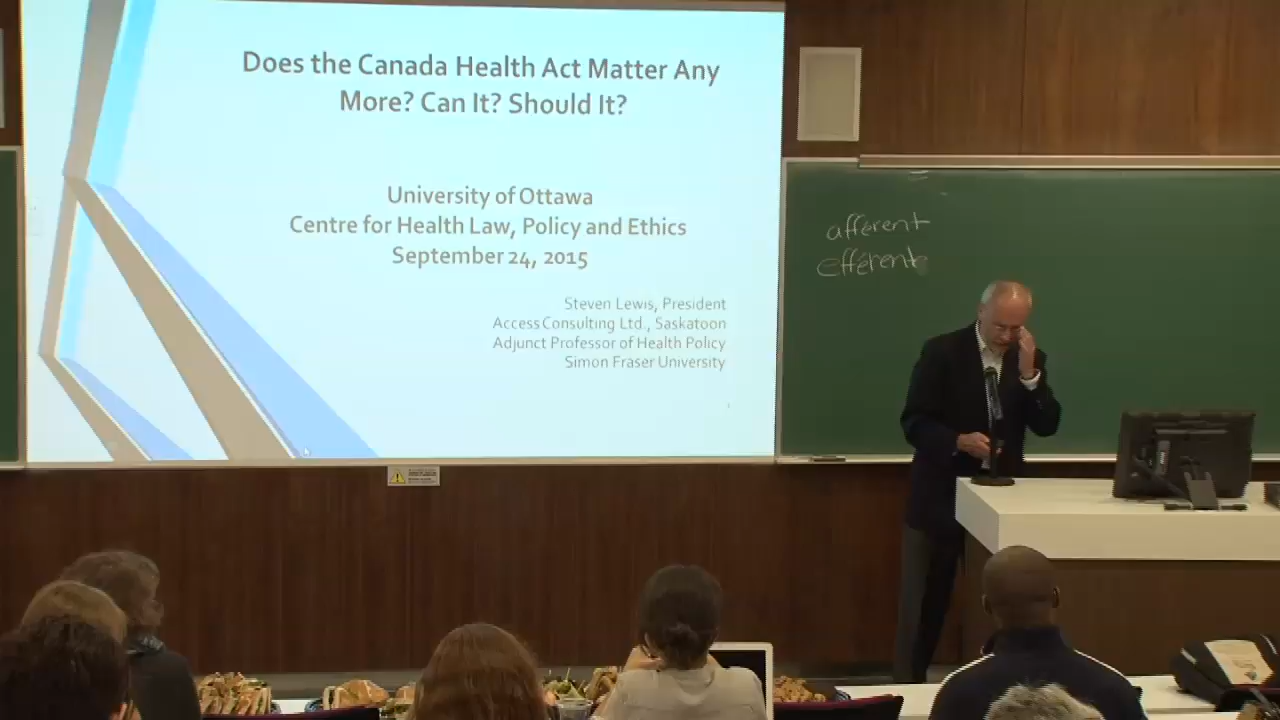 Does the Canada Health Act Matter Any
More? Can It? Should It?
University of Ottawa
Centre for Health Law, Policy and Ethics
September 24, 2015
Steven Lewis, President
Access Consulting Ltd., Saskatoon
Adjunct Professor of Health Policy
Simon Fraser University
afférent
efférent